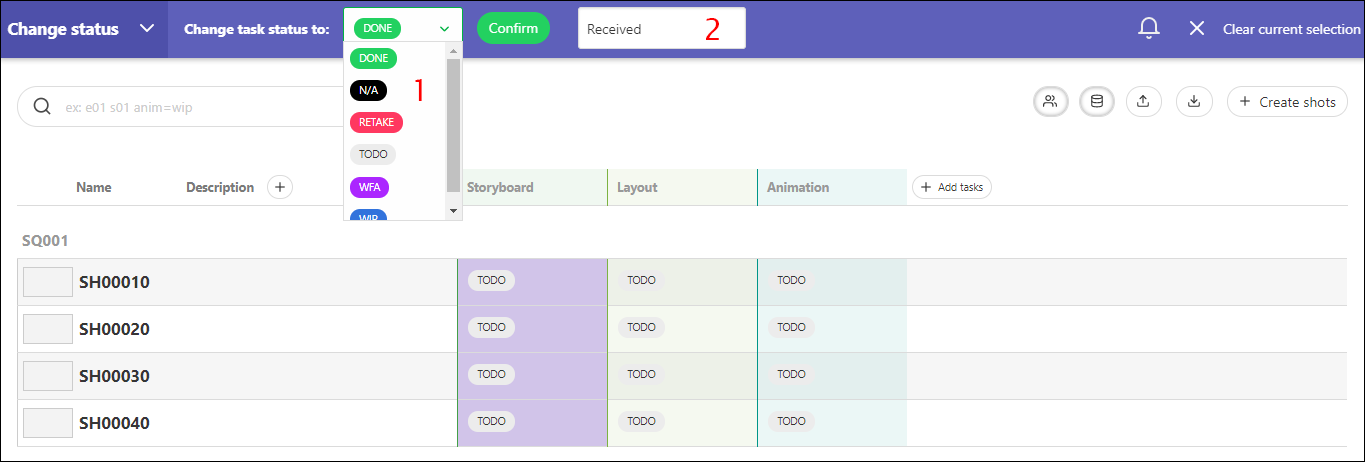 Change status
Change task status to:
DONE
Confirm
Received
2
Clear current selection
DONE
N/A
1
RETAKE
TODO
WFA
WIP
ex: e01 s01 anim=wip
+ Create shots
Name
Description
+
Storyboard
Layout
Animation
+ Add tasks
SQ001
SH00010
TODO
TODO
TODO
SH00020
TODO
TODO
TODO
SH00030
TODO
TODO
TODO
SH00040
TODO
TODO
TODO